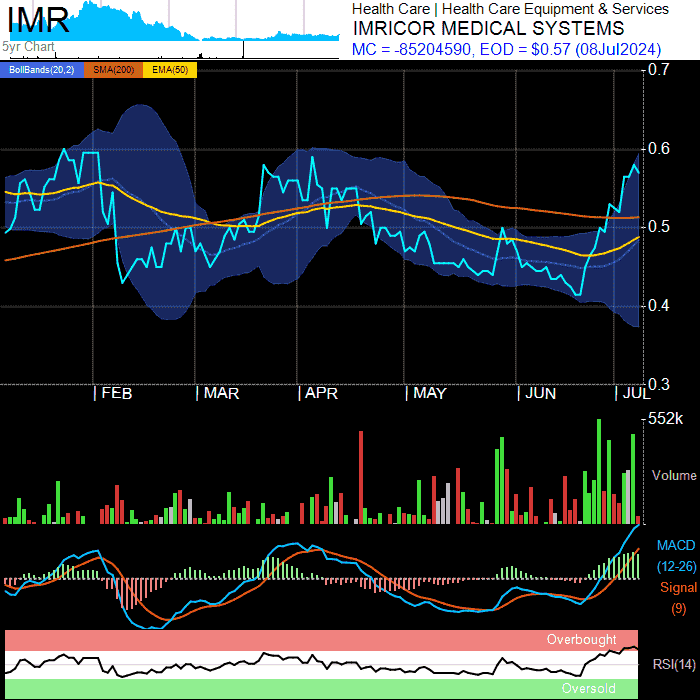 IMR
5yr Chart
Health Care | Health Care Equipment & Services
IMRICOR MEDICAL SYSTEMS
MC = -85204590, EOD = $0.57 (08Jul2024)
BollBands(20,2) SMA(200) EMA(50)
0.7
0.6
0.5
0.4
0.3
| FEB | MAR | APR | MAY | JUN | JUL
552k
Volume
MACD
(12-26)
Signal
(9)
Overbought
RSI(14)
Oversold